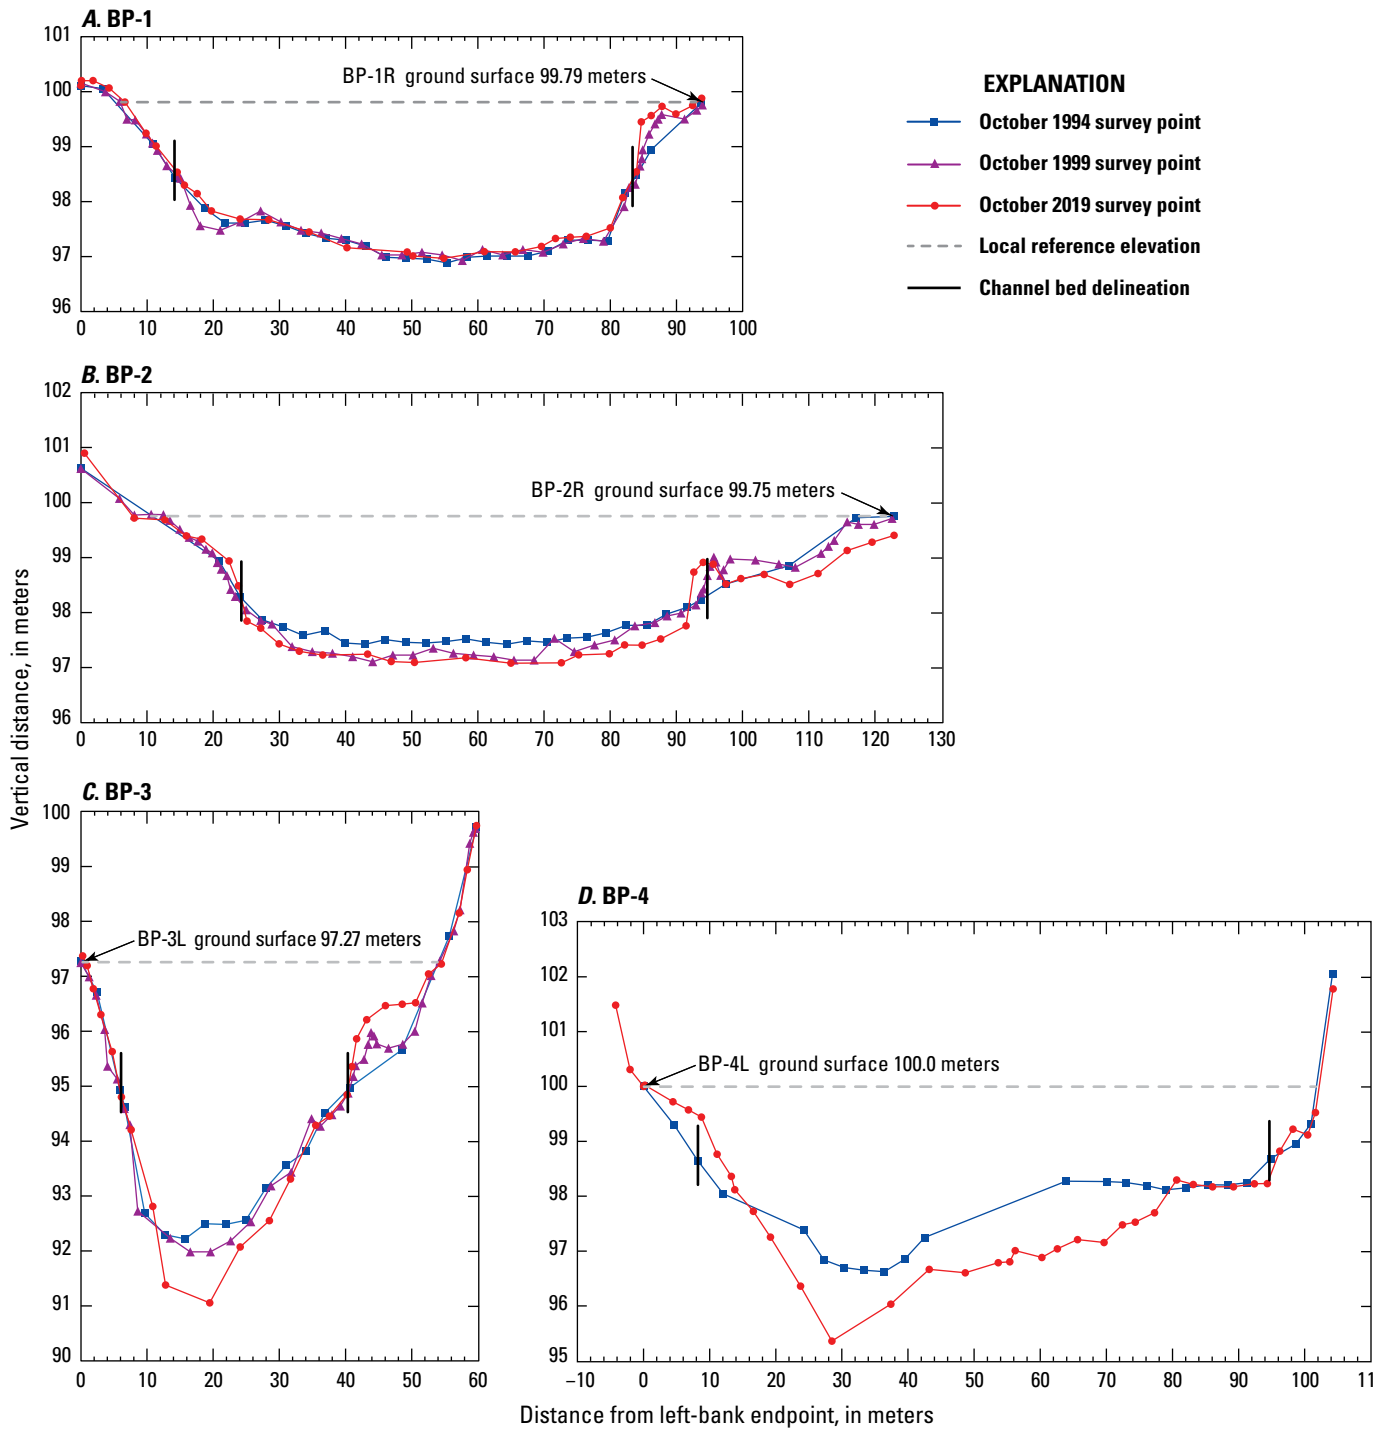 A. BP-1
101
100
99
98
97
96
BP-1R ground surface 99.79 meters
0 10 20 30 40 50 60 70 80 90 100
EXPLANATION
October 1994 survey point
October 1999 survey point
October 2019 survey point
Local reference elevation
Channel bed delineation
B. BP-2
102
101
100
99
98
97
96
BP-2R ground surface 99.75 meters
0 10 20 30 40 50 60 70 80 90 100 110 120 130
Vertical distance, in meters
C. BP-3
100
99
98
97
96
95
94
93
92
91
90
BP-3L ground surface 97.27 meters
0 10 20 30 40 50 60
D. BP-4
103
102
101
100
99
98
97
96
95
BP-4L ground surface 100.0 meters
–10 0 10 20 30 40 50 60 70 80 90 100 11
Distance from left-bank endpoint, in meters